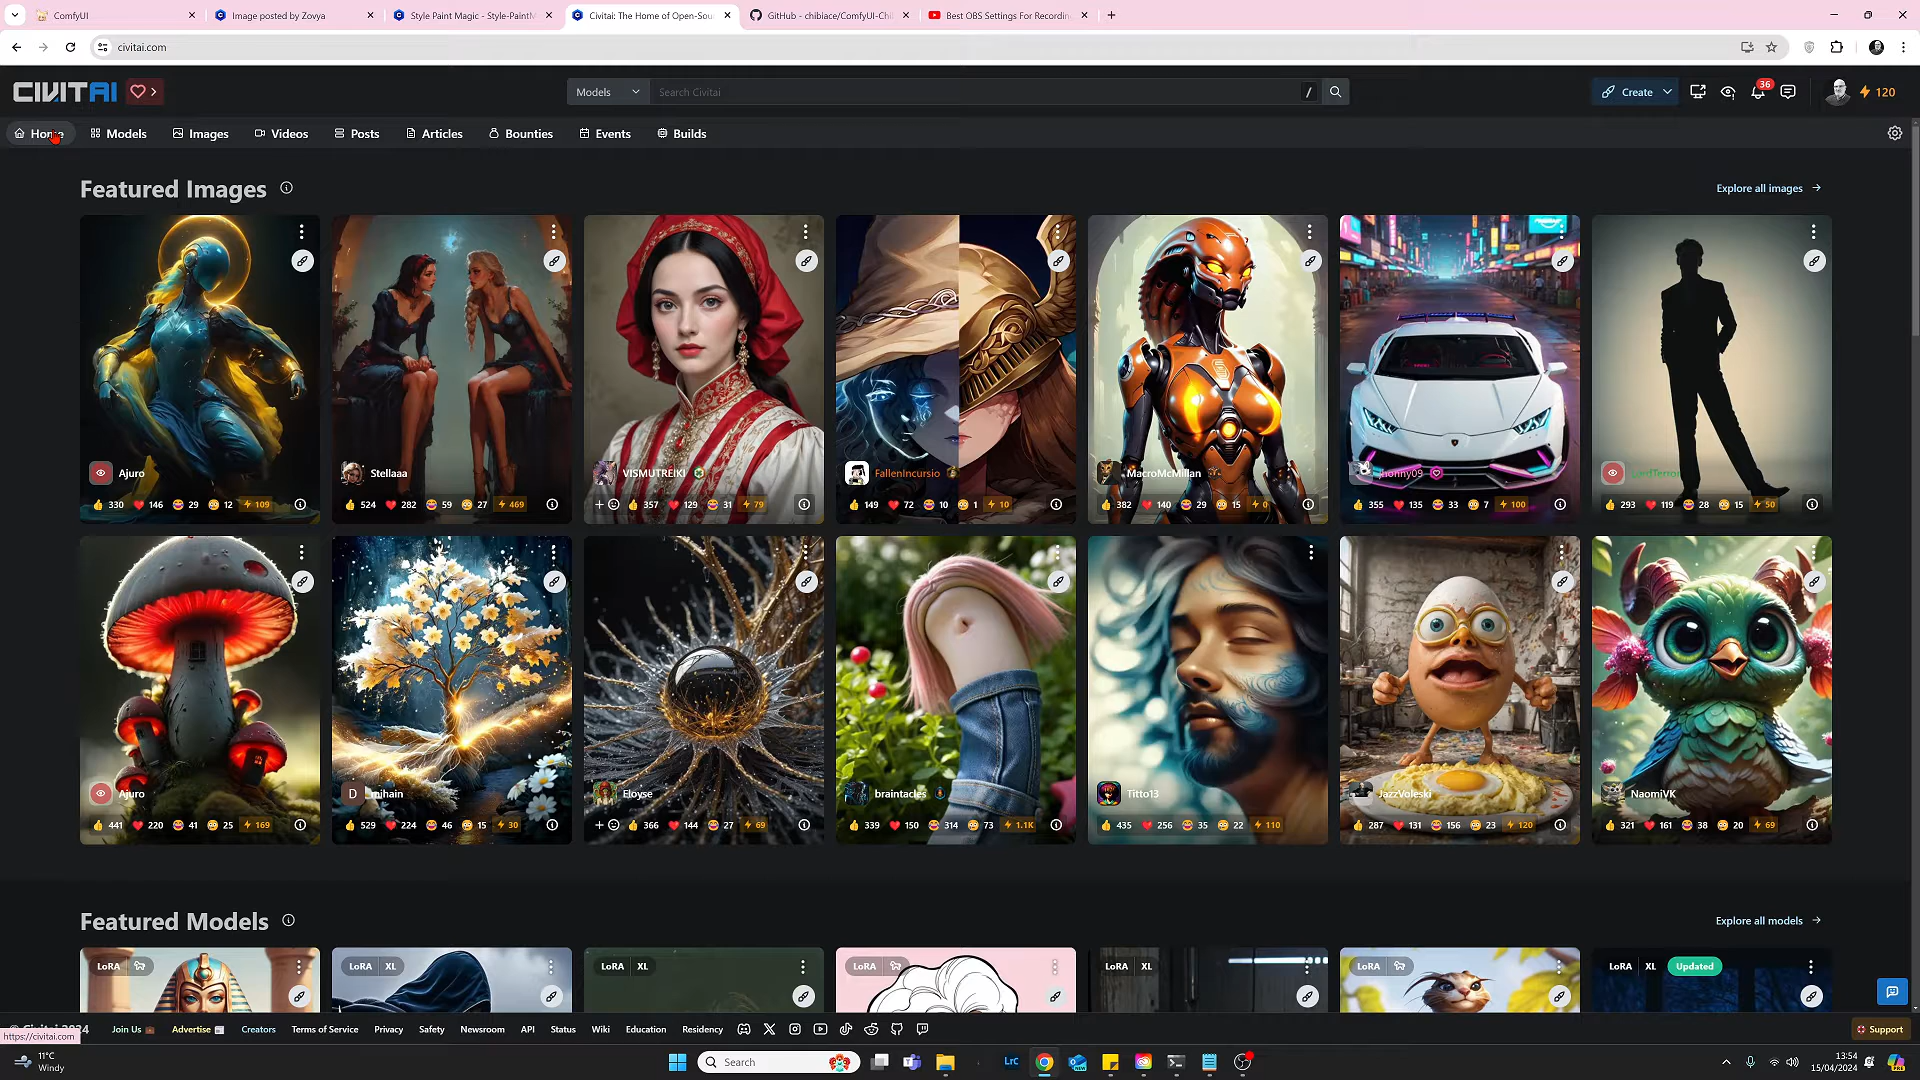 ComfyUI
Image posted by Zovya
Style Paint Magic - Style-PaintM
Civitai: The Home of Open-Sou
GitHub - chibiace/ComfyUI-Chi
Best OBS Settings For Recordin
civitai.com
CIVITAI
Models
Search Civitai
/
Create
36
120
Home
Models
Images
Videos
Posts
Articles
Bounties
Events
Builds
Featured Images
Explore all images
Ajuro
330 146 29 12 109
Stellaaa
524 282 59 27 469
VISMUTREIKI
357 129 31 79
FallenIncursio
149 72 10 1 10
MacroMcMillan
382 140 29 15 0
jhonny09
355 135 33 7 100
LordTerror
293 119 28 15 50
Ajuro
441 220 41 25 169
D mihain
529 224 46 15 30
Eloyse
366 144 27 69
braintacles
339 150 314 73 1.1K
Titto13
435 256 35 22 110
JazzVoleski
287 131 156 23 120
NaomiVK
321 161 38 20 69
Featured Models
Explore all models
LoRA
LoRA XL
LoRA XL
LoRA
LoRA XL
LoRA
LoRA XL Updated
© Civitai 2024
Join Us
Advertise
Creators
Terms of Service
Privacy
Safety
Newsroom
API
Status
Wiki
Education
Residency
Support
https://civitai.com
11°C
Windy
Search
LrC
13:54
15/04/2024